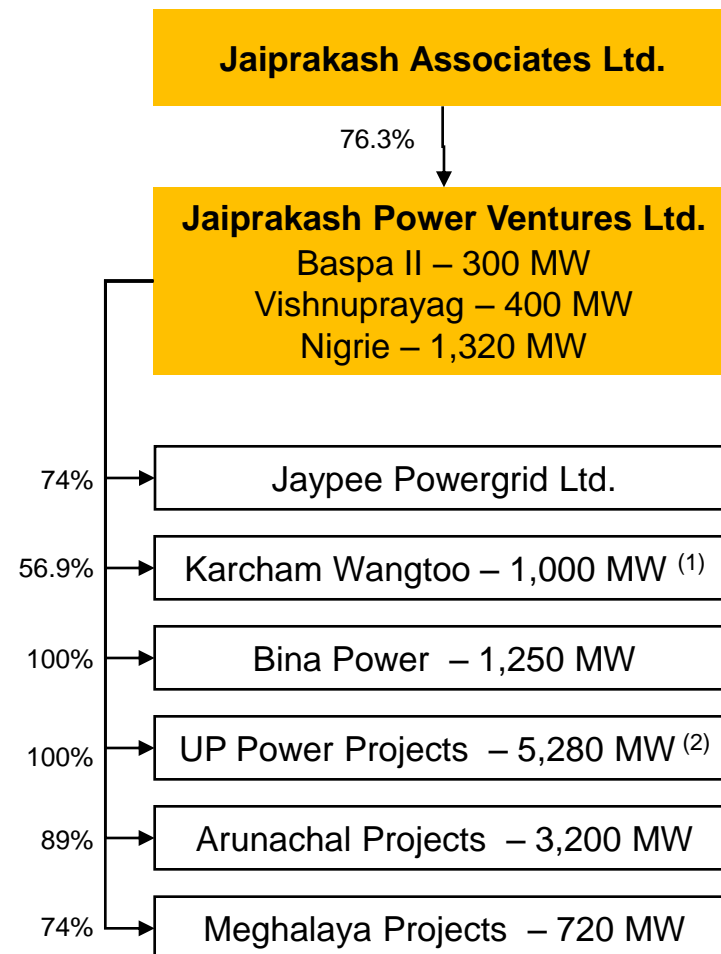 Jaiprakash Associates Ltd.
76.3%
Jaiprakash Power Ventures Ltd.
Baspa II – 300 MW
Vishnuprayag – 400 MW
Nigrie – 1,320 MW
74%
Jaypee Powergrid Ltd.
56.9%
Karcham Wangtoo – 1,000 MW (1)
100%
Bina Power – 1,250 MW
100%
UP Power Projects – 5,280 MW (2)
89%
Arunachal Projects – 3,200 MW
74%
Meghalaya Projects – 720 MW